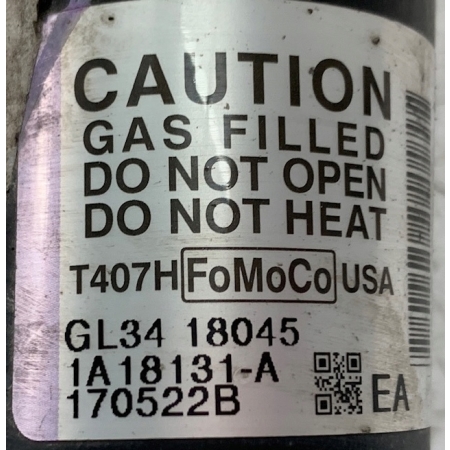 CAUTION
GAS FILLED
DO NOT OPEN
DO NOT HEAT
T407H FoMoCo USA
GL34 18045
1A18131-A
170522B
EA